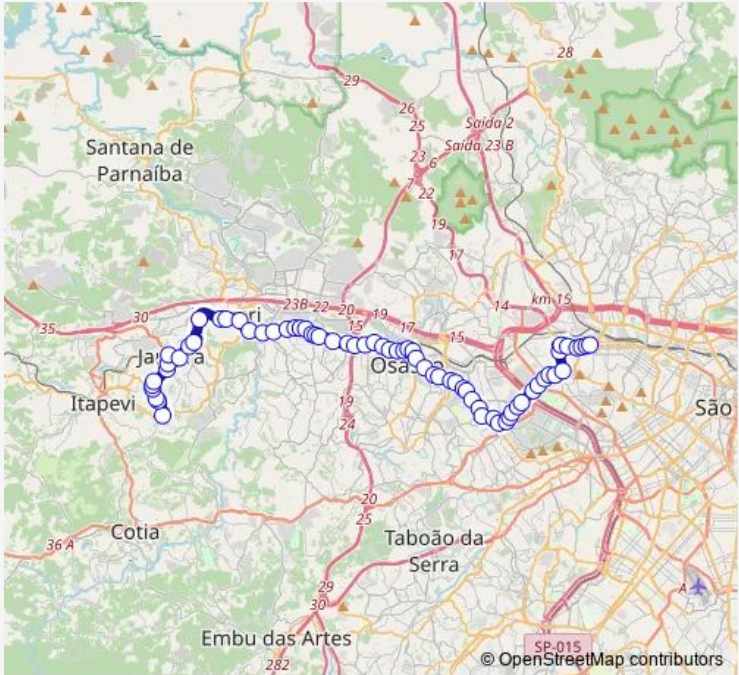 28
29
Saída 2
26
25
Saída 23 B
23
6
7
22
Santana de
Parnaíba
19
17
km 15
14
30
23B
22
20
19
35
15
17
15
Itapevi
São
19
24
20
25
36 A
Cotia
Taboão da
Serra
29
30
A
Embu das Artes
282
SP-015
© OpenStreetMap contributors